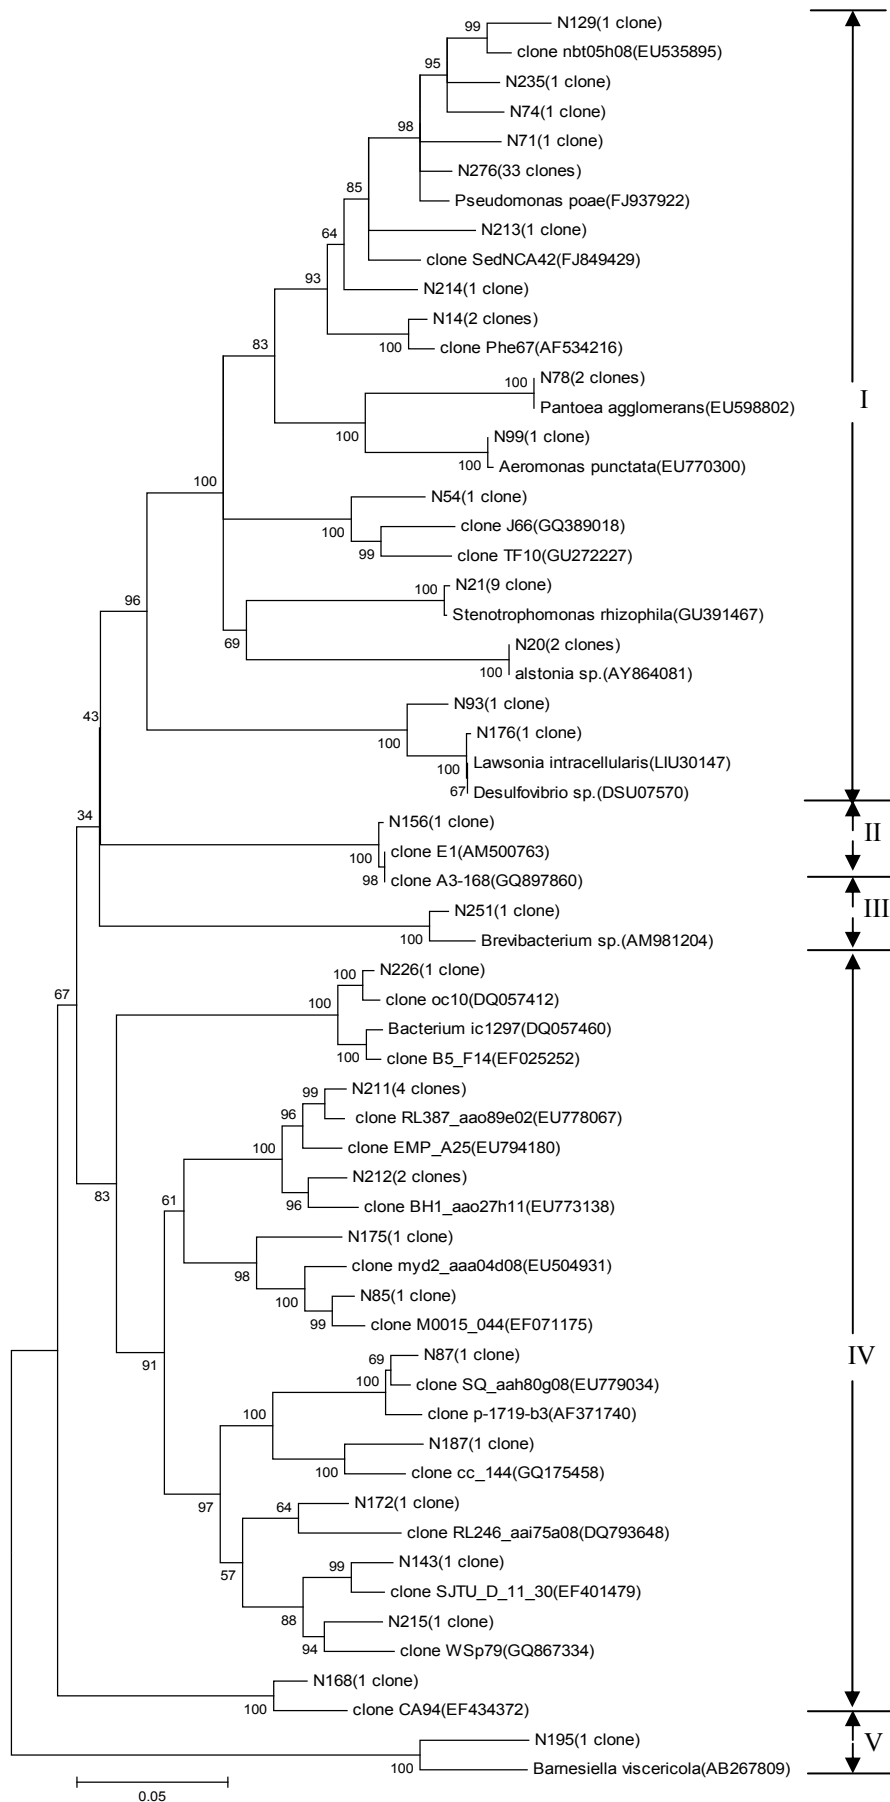 N129(1 clone)
99
clone nbt05h08(EU535895)
95
N235(1 clone)
N74(1 clone)
98
N71(1 clone)
N276(33 clones)
85
Pseudomonas poae(FJ937922)
64
N213(1 clone)
clone SedNCA42(FJ849429)
93
N214(1 clone)
N14(2 clones)
83
100
clone Phe67(AF534216)
100
N78(2 clones)
Pantoea agglomerans(EU598802)
I
100
N99(1 clone)
100
Aeromonas punctata(EU770300)
100
N54(1 clone)
100
clone J66(GQ389018)
99
clone TF10(GU272227)
100
N21(9 clone)
96
Stenotrophomonas rhizophila(GU391467)
69
N20(2 clones)
100
alstonia sp.(AY864081)
N93(1 clone)
43
100
N176(1 clone)
100
Lawsonia intracellularis(LIU30147)
67
Desulfovibrio sp.(DSU07570)
34
N156(1 clone)
II
100
clone E1(AM500763)
98
clone A3-168(GQ897860)
N251(1 clone)
III
100
Brevibacterium sp.(AM981204)
67
100
N226(1 clone)
100
clone oc10(DQ057412)
Bacterium ic1297(DQ057460)
100
clone B5_F14(EF025252)
99
N211(4 clones)
96
clone RL387_aao89e02(EU778067)
100
clone EMP_A25(EU794180)
83
N212(2 clones)
61
96
clone BH1_aao27h11(EU773138)
N175(1 clone)
98
clone myd2_aaa04d08(EU504931)
100
N85(1 clone)
99
clone M0015_044(EF071175)
91
69
N87(1 clone)
IV
100
clone SQ_aah80g08(EU779034)
100
clone p-1719-b3(AF371740)
N187(1 clone)
100
clone cc_144(GQ175458)
97
64
N172(1 clone)
clone RL246_aai75a08(DQ793648)
57
99
N143(1 clone)
clone SJTU_D_11_30(EF401479)
88
N215(1 clone)
94
clone WSp79(GQ867334)
N168(1 clone)
100
clone CA94(EF434372)
N195(1 clone)
V
100
Barnesiella viscericola(AB267809)
0.05